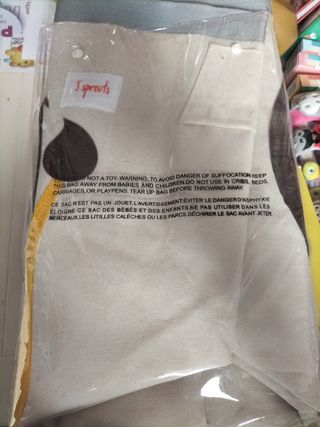 5 sprouts
NOT A TOY. WARNING: TO AVOID DANGER OF SUFFOCATION KEEP
THIS BAG AWAY FROM BABIES AND CHILDREN.DO NOT USE IN CRIBS, BEDS,
CARRIAGES, OR PLAYPENS. TEAR UP BAG BEFORE THROWING AWAY.
CE SAC N'EST PAS UN JOUET.L'AVERTISSEMENT:ÉVITER LE DANGER D'ASPHYXIE
ÉLOIGNE CE SAC DES BÉBÉS ET DES ENFANTS.NE PAS UTILISER DANS LES
BERCEAUX,LES LITS,LES CALÈCHES OU LES PARCS.DÉCHIRER LE SAC AVANT JETER.